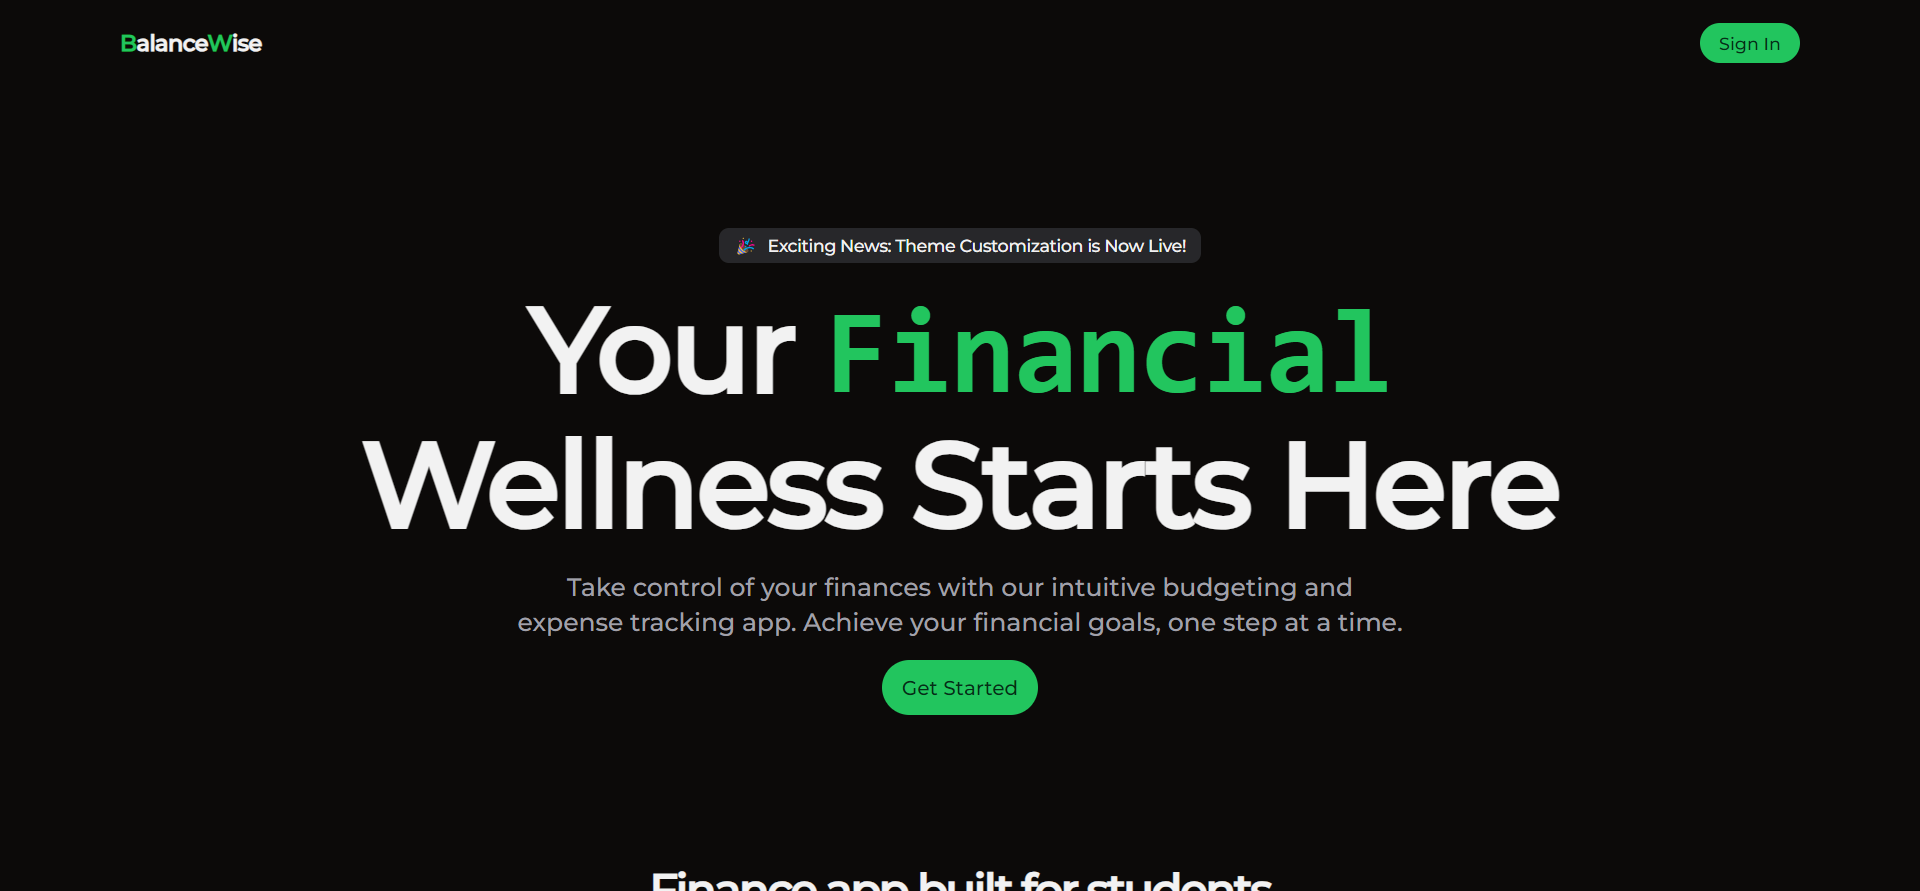 BalanceWise
Sign In
🎉 Exciting News: Theme Customization is Now Live!
Your Financial
Wellness Starts Here
Take control of your finances with our intuitive budgeting and
expense tracking app. Achieve your financial goals, one step at a time.
Get Started
Finance app built for students